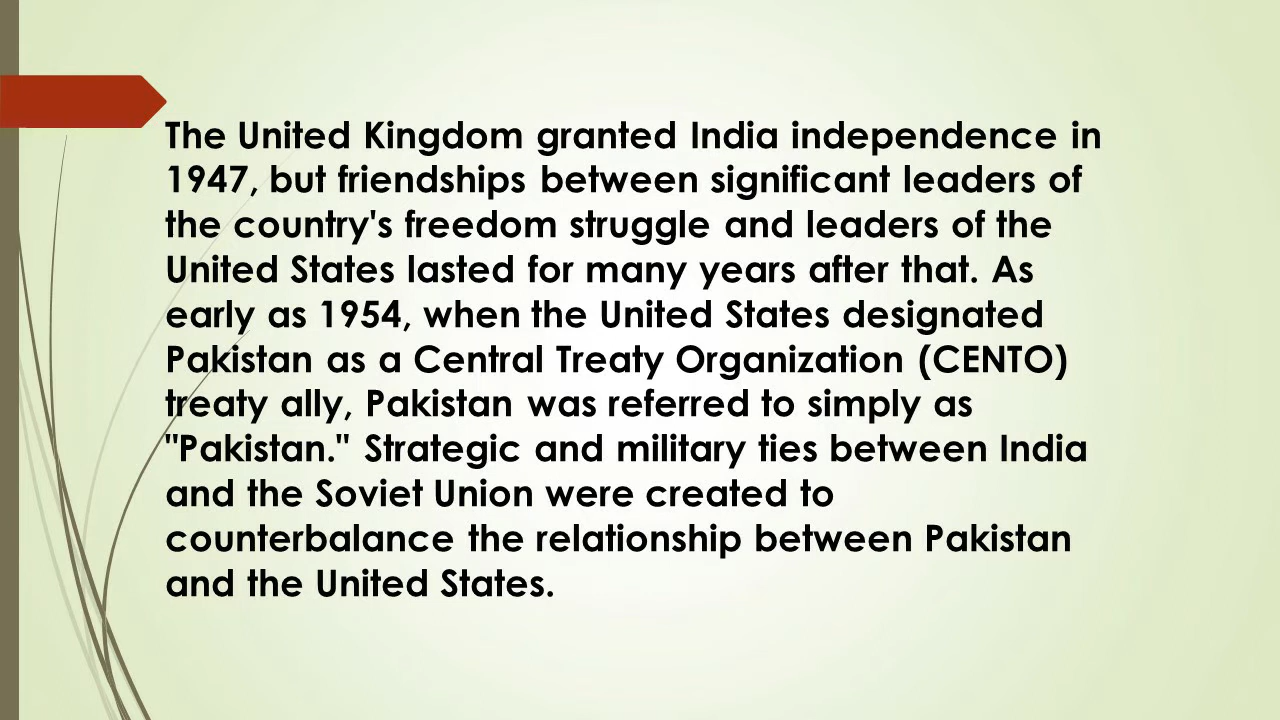 The United Kingdom granted India independence in
1947, but friendships between significant leaders of
the country's freedom struggle and leaders of the
United States lasted for many years after that. As
early as 1954, when the United States designated
Pakistan as a Central Treaty Organization (CENTO)
treaty ally, Pakistan was referred to simply as
"Pakistan." Strategic and military ties between India
and the Soviet Union were created to
counterbalance the relationship between Pakistan
and the United States.